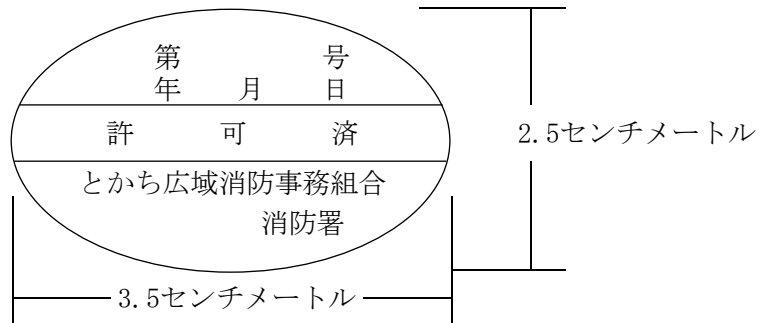 第 号
年 月 日
許 可 済
とかち広域消防事務組合
消防署
2.5センチメートル
3.5センチメートル